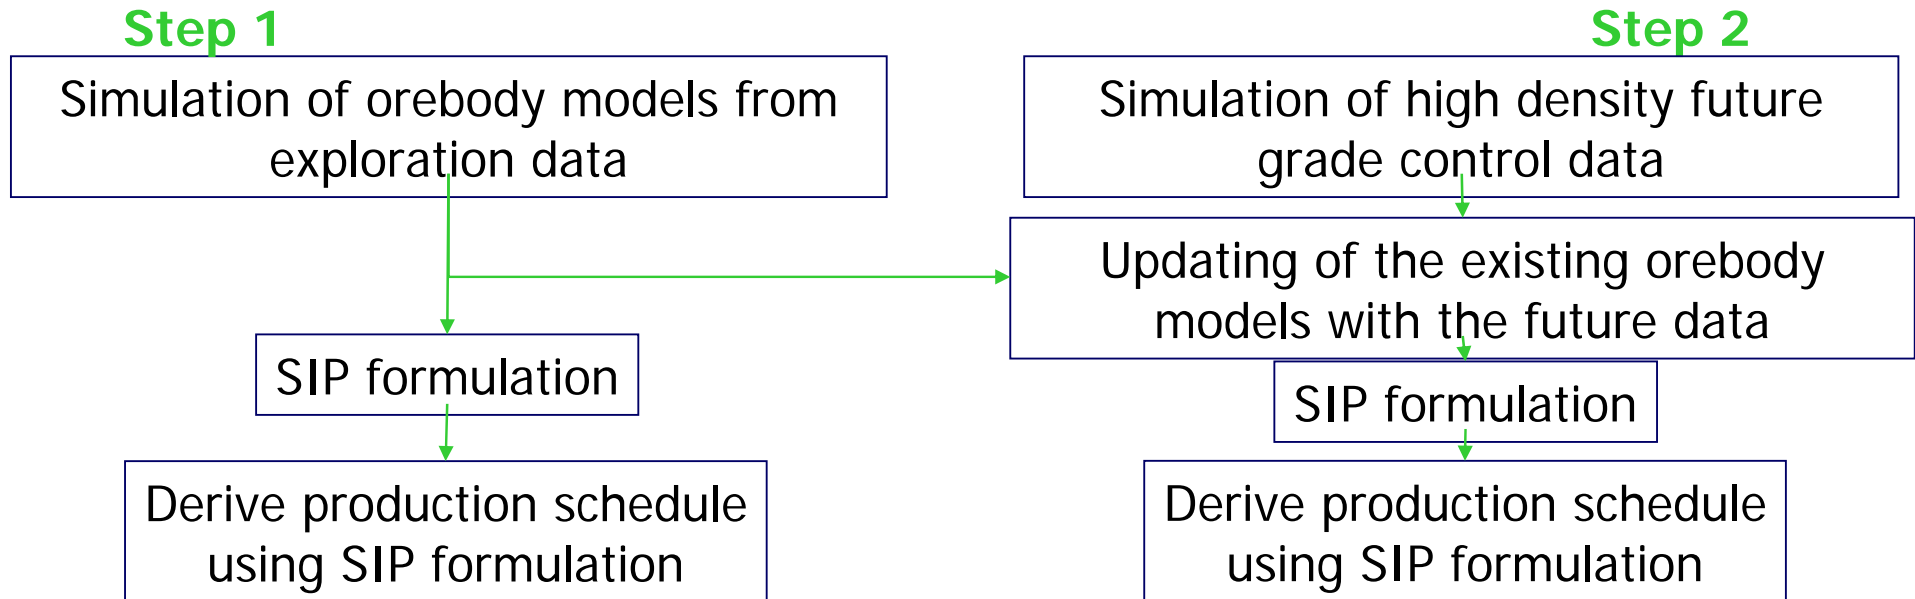 Step 1
Simulation of orebody models from
exploration data
SIP formulation
Derive production schedule
using SIP formulation
Step 2
Simulation of high density future
grade control data
Updating of the existing orebody
models with the future data
SIP formulation
Derive production schedule
using SIP formulation